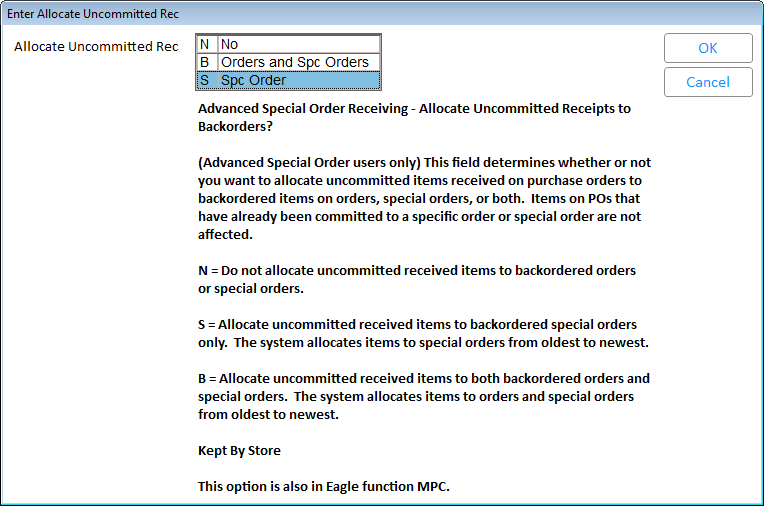 Enter Allocate Uncommitted Rec
Allocate Uncommitted Rec
N No
B Orders and Spc Orders
S Spc Order
OK
Cancel
Advanced Special Order Receiving - Allocate Uncommitted Receipts to
Backorders?
(Advanced Special Order users only) This field determines whether or not
you want to allocate uncommitted items received on purchase orders to
backordered items on orders, special orders, or both.  Items on POs that
have already been committed to a specific order or special order are not
affected.
N = Do not allocate uncommitted received items to backordered orders
or special orders.
S = Allocate uncommitted received items to backordered special orders
only.  The system allocates items to special orders from oldest to newest.
B = Allocate uncommitted received items to both backordered orders and
special orders.  The system allocates items to orders and special orders
from oldest to newest.
Kept By Store
This option is also in Eagle function MPC.